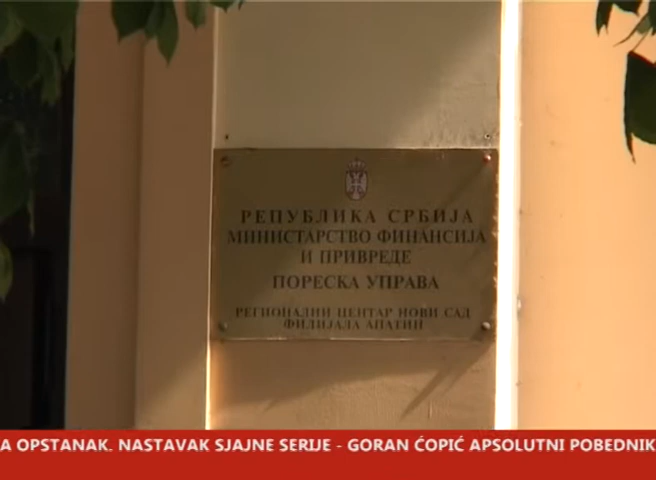 РЕПУБЛИКА СРБИЈА
МИНИСТАРСТВО ФИНАНСИЈА
И ПРИВРЕДЕ
ПОРЕСКА УПРАВА
РЕГИОНАЛНИ ЦЕНТАР НОВИ САД
ФИЛИЈАЛА АПАТИН
A OPSTANAK. NASTAVAK SJAJNE SERIJE - GORAN ĆOPIĆ APSOLUTNI POBEDNIK